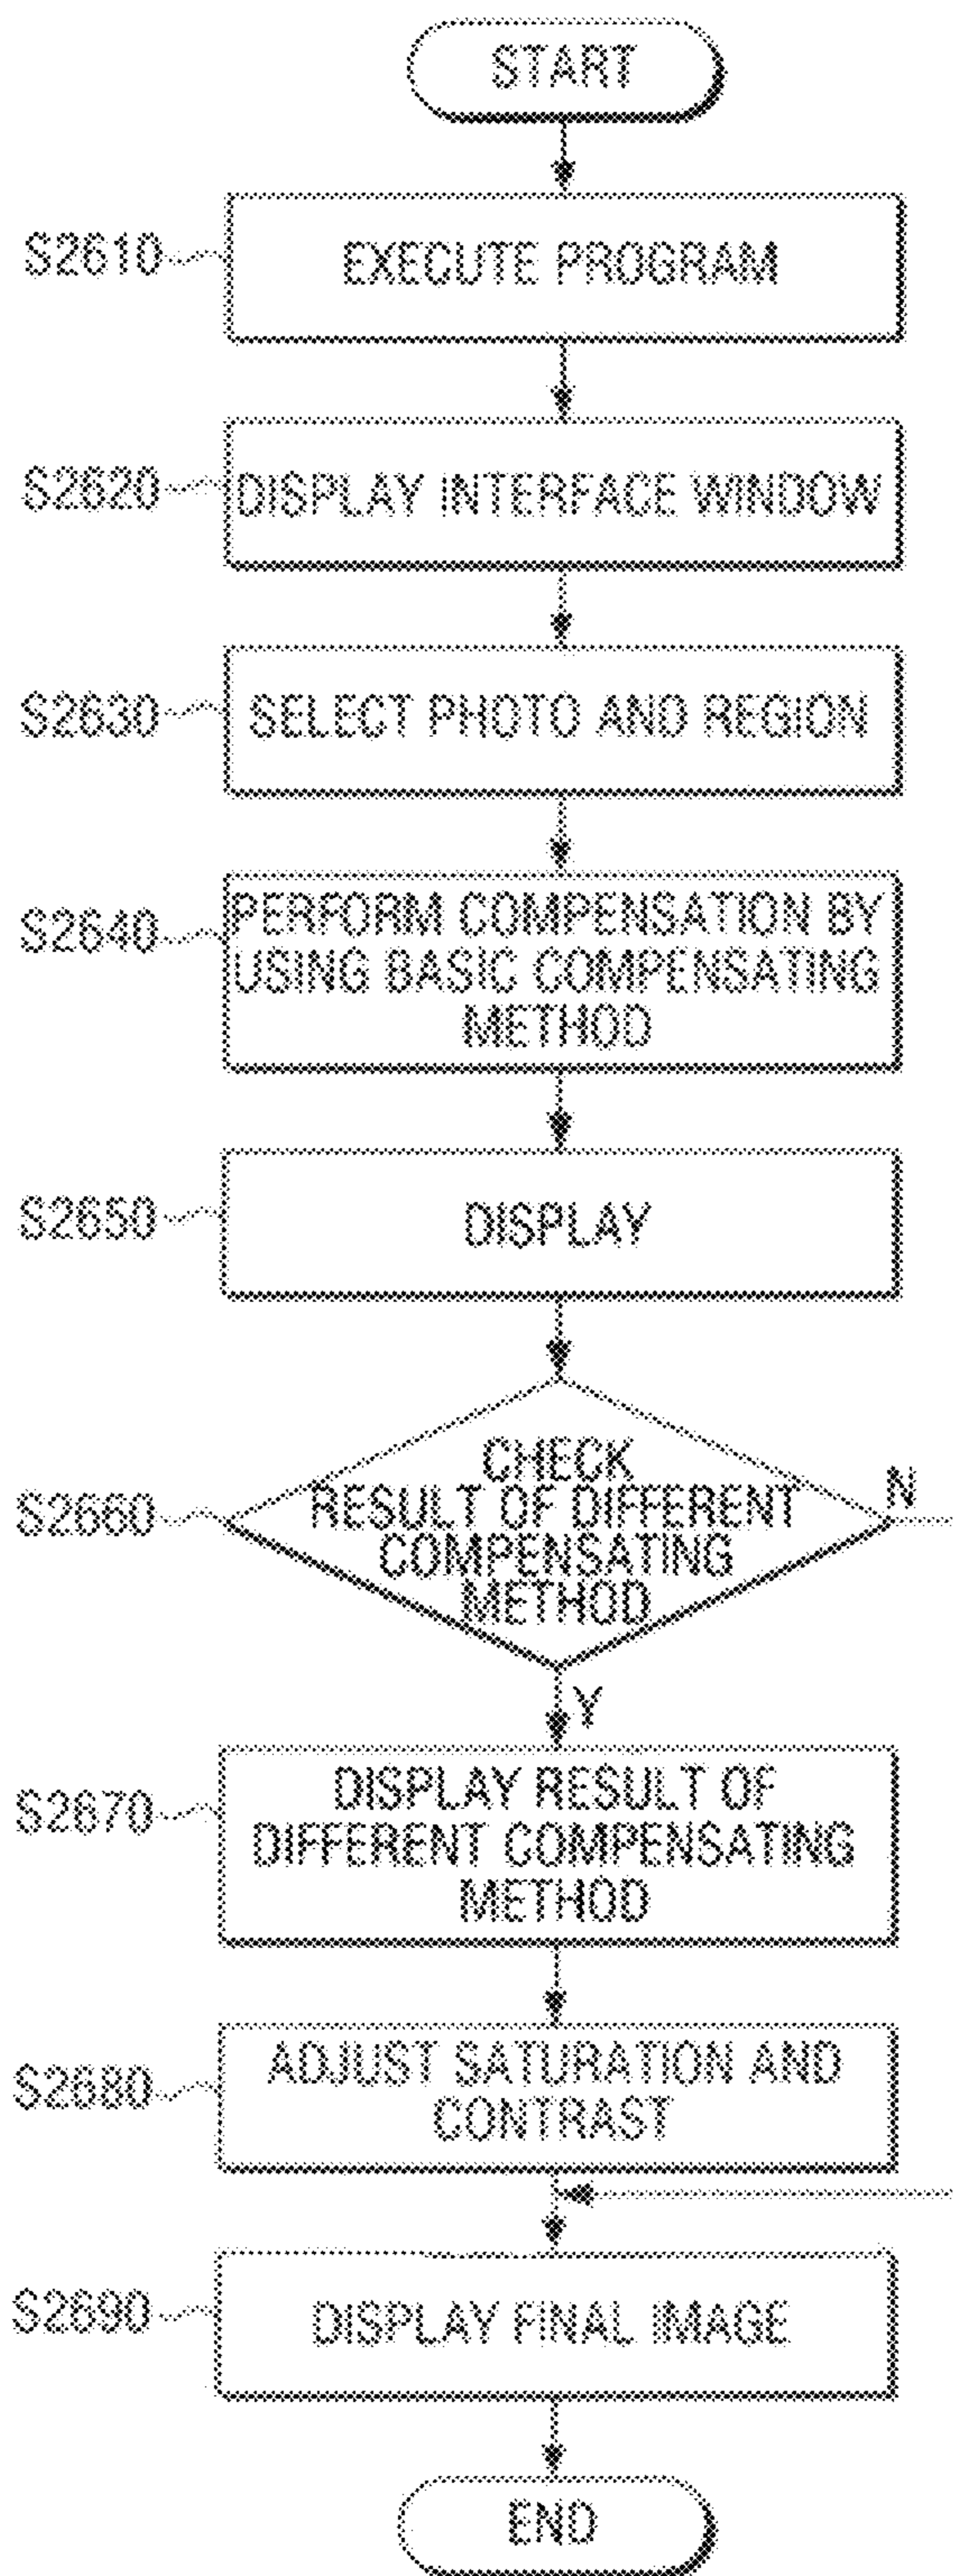 START
S2610
EXECUTE PROGRAM
S2620
DISPLAY INTERFACE WINDOW
S2630
SELECT PHOTO AND REGION
S2640
PERFORM COMPENSATION BY
USING BASIC COMPENSATING
METHOD
S2650
DISPLAY
S2660
CHECK
RESULT OF DIFFERENT
COMPENSATING
METHOD
N
Y
S2670
DISPLAY RESULT OF
DIFFERENT COMPENSATING
METHOD
S2680
ADJUST SATURATION AND
CONTRAST
S2690
DISPLAY FINAL IMAGE
END